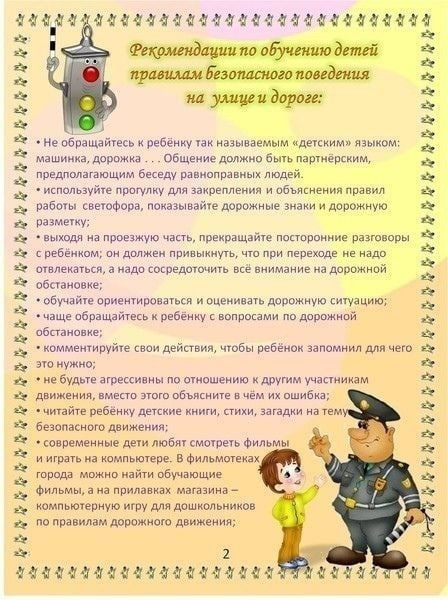 Рекомендации по обучению детей
правилам безопасного поведения
на улице и дороге:
• Не обращайтесь к ребёнку так называемым «детским» языком:
машинка, дорожка . . . Общение должно быть партнёрским,
предполагающим беседу равноправных людей.
• используйте прогулку для закрепления и объяснения правил
работы светофора, показывайте дорожные знаки и дорожную
разметку;
• выходя на проезжую часть, прекращайте посторонние разговоры
с ребёнком; он должен привыкнуть, что при переходе не надо
отвлекаться, а надо сосредоточить всё внимание на дорожной
обстановке;
• обучайте ориентироваться и оценивать дорожную ситуацию;
• чаще обращайтесь к ребёнку с вопросами по дорожной
обстановке;
• комментируйте свои действия, чтобы ребёнок запомнил для чего
это нужно;
• не будьте агрессивны по отношению к другим участникам
движения, вместо этого объясните в чём их ошибка;
• читайте ребёнку детские книги, стихи, загадки на тему
безопасного движения;
• современные дети любят смотреть фильмы
и играть на компьютере. В фильмотеках
города можно найти обучающие
фильмы, а на прилавках магазина –
компьютерную игру для дошкольников
по правилам дорожного движения;
2